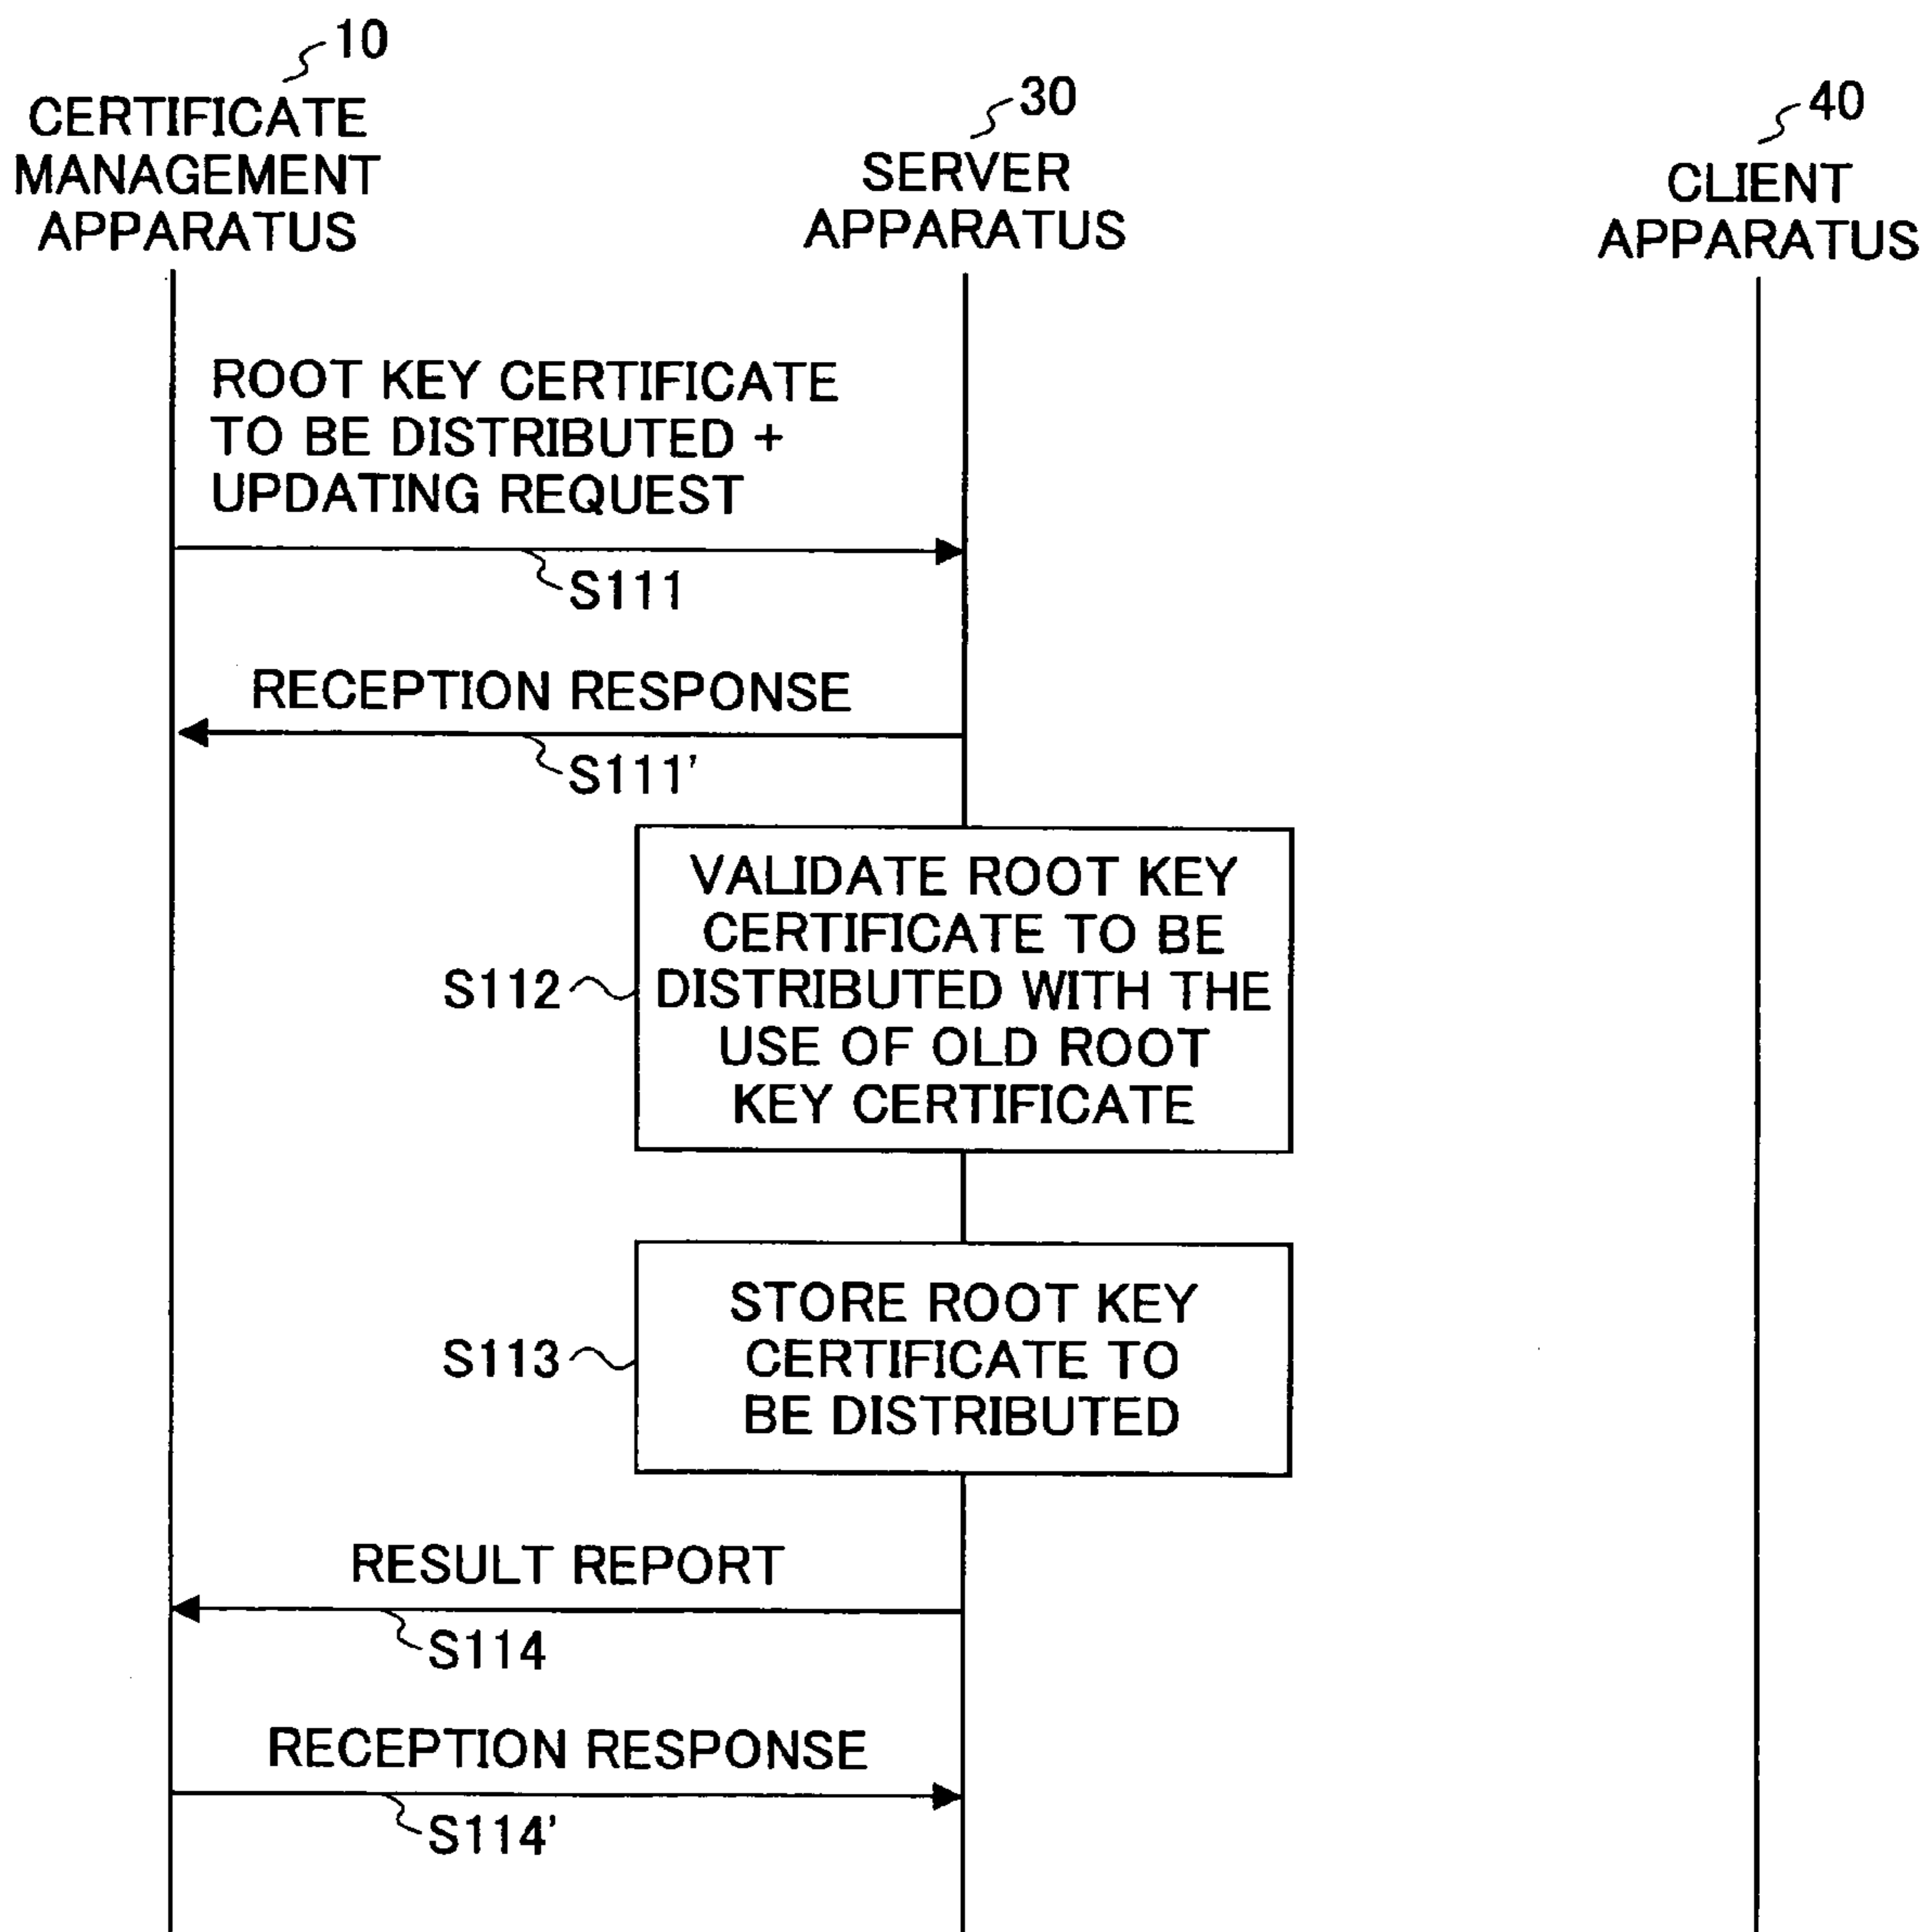 10
CERTIFICATE
MANAGEMENT
APPARATUS
30
SERVER
APPARATUS
40
CLIENT
APPARATUS
ROOT KEY CERTIFICATE
TO BE DISTRIBUTED +
UPDATING REQUEST
S111
RECEPTION RESPONSE
S111'
VALIDATE ROOT KEY
CERTIFICATE TO BE
DISTRIBUTED WITH THE
USE OF OLD ROOT
KEY CERTIFICATE
S112
STORE ROOT KEY
CERTIFICATE TO
BE DISTRIBUTED
S113
RESULT REPORT
S114
RECEPTION RESPONSE
S114'